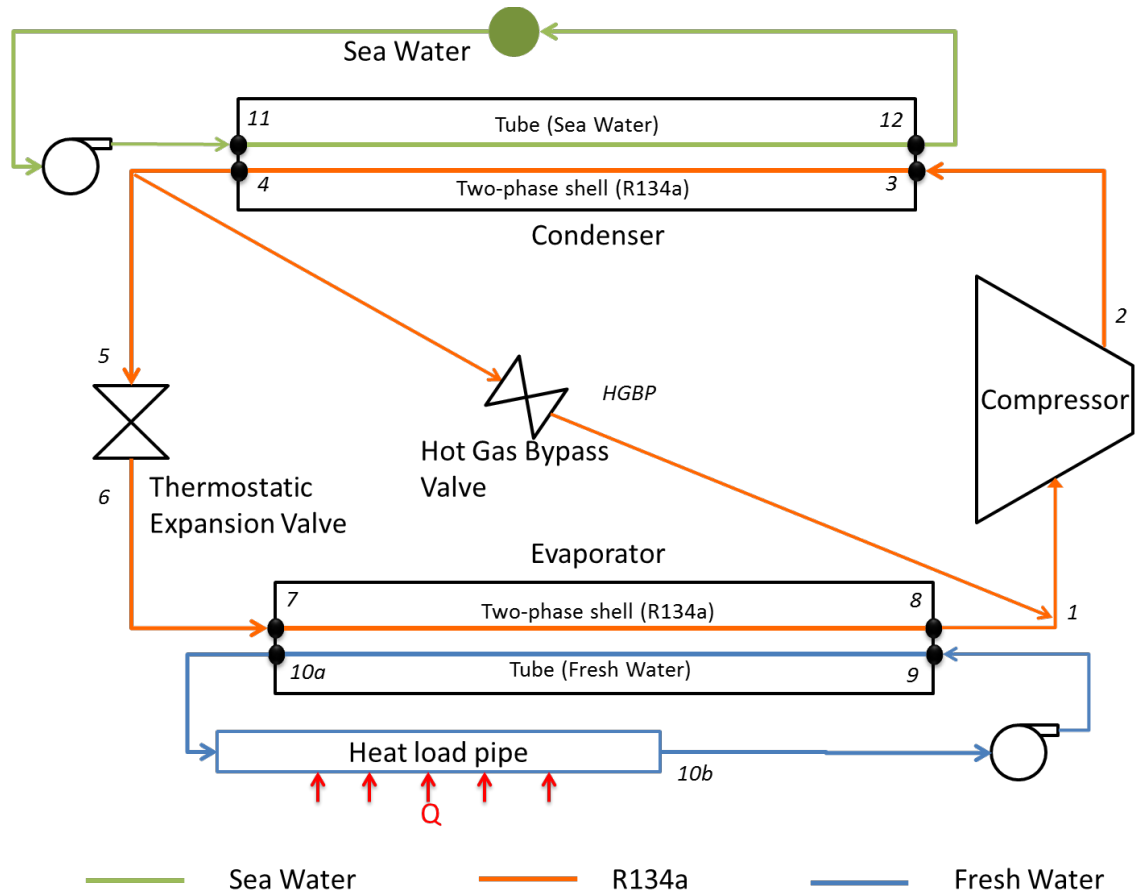 Sea Water
11
Tube (Sea Water)
12
4
Two-phase shell (R134a)
3
Condenser
2
5
HGBP
Compressor
Hot Gas Bypass
Valve
6
Thermostatic
Expansion Valve
Evaporator
7
Two-phase shell (R134a)
8
1
10a
Tube (Fresh Water)
9
Heat load pipe
10b
Q
Sea Water
R134a
Fresh Water